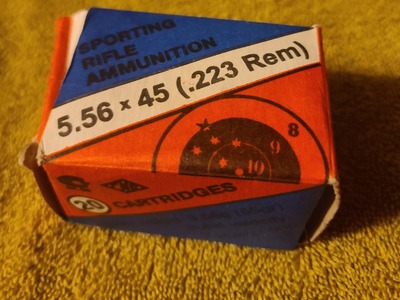 SPORTING
RIFLE
AMMUNITION
5.56 x 45 (.223 Rem)
8
9
10
20 CARTRIDGES